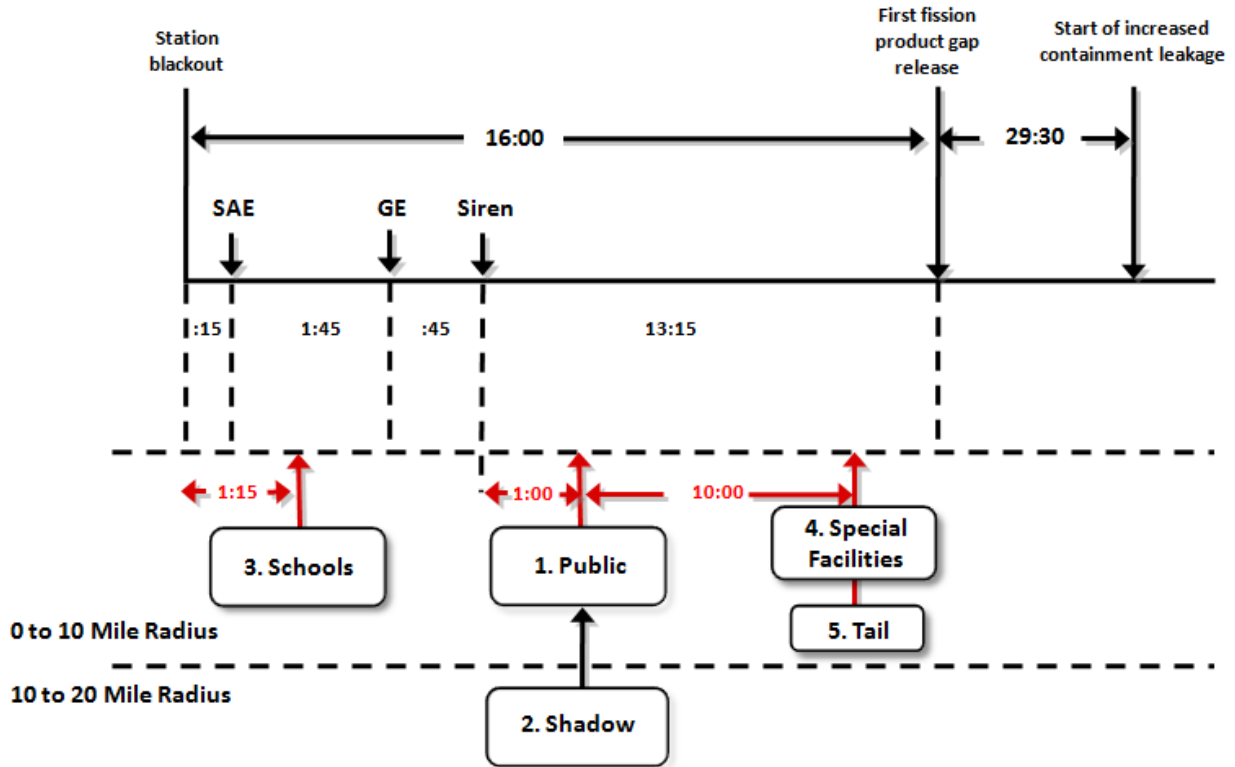 Station
blackout
First fission
product gap
release
Start of increased
containment leakage
16:00
29:30
SAE
GE
Siren
:15
1:45
:45
13:15
1:15
1:00
10:00
3. Schools
1. Public
4. Special
Facilities
5. Tail
0 to 10 Mile Radius
10 to 20 Mile Radius
2. Shadow